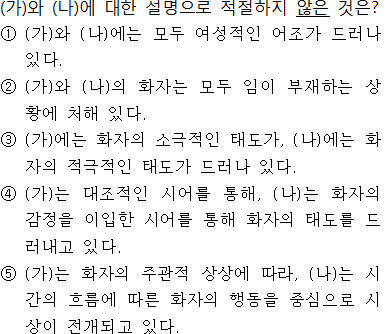 (가)와 (나)에 대한 설명으로 적절하지 않은 것은?
① (가)와 (나)에는 모두 여성적인 어조가 드러나
있다.
② (가)와 (나)의 화자는 모두 임이 부재하는 상
황에 처해 있다.
③ (가)에는 화자의 소극적인 태도가, (나)에는 화
자의 적극적인 태도가 드러나 있다.
④ (가)는 대조적인 시어를 통해, (나)는 화자의
감정을 이입한 시어를 통해 화자의 태도를 드
러내고 있다.
⑤ (가)는 화자의 주관적 상상에 따라, (나)는 시
간의 흐름에 따른 화자의 행동을 중심으로 시
상이 전개되고 있다.